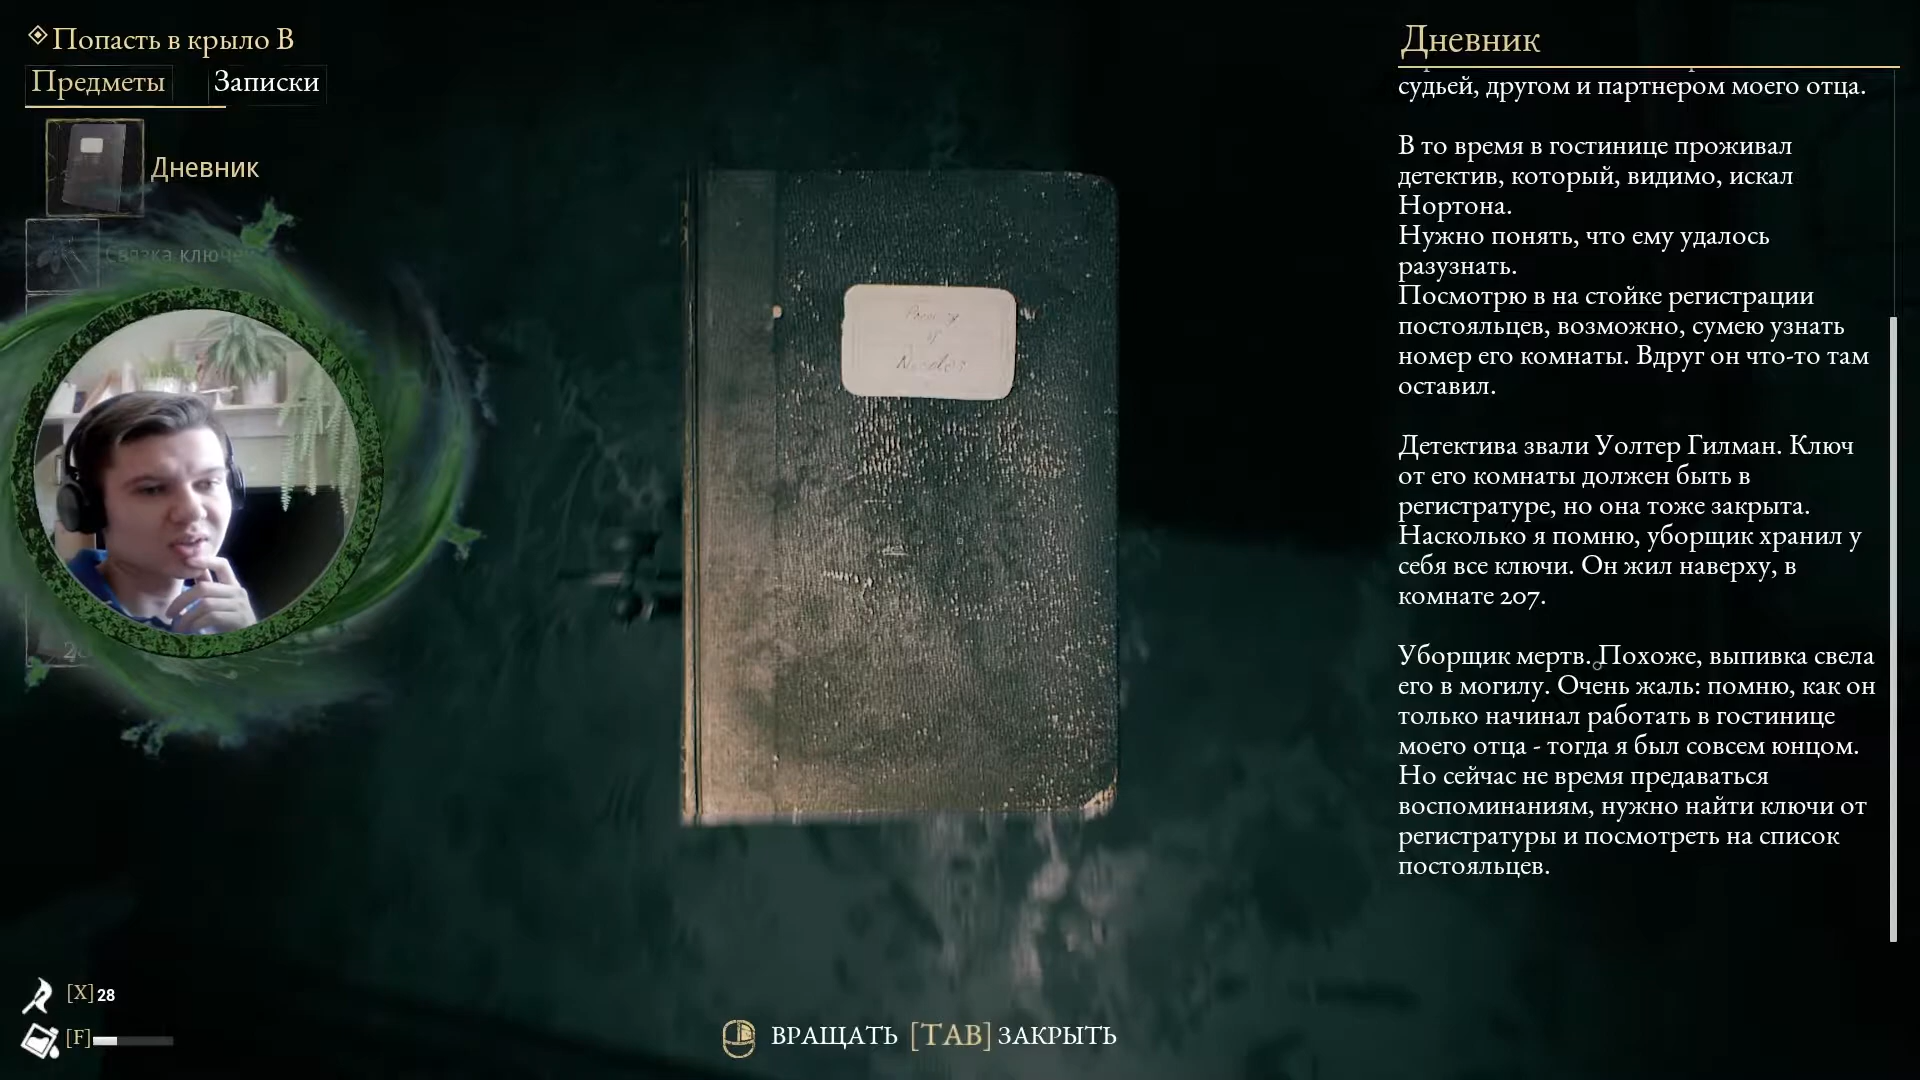 Попасть в крыло В
Предметы
Записки
Дневник
Связка ключей
[X] 28
[F]
of
ВРАЩАТЬ [TAB] ЗАКРЫТЬ
Дневник
судьей, другом и партнером моего отца.
В то время в гостинице проживал
детектив, который, видимо, искал
Нортона.
Нужно понять, что ему удалось
разузнать.
Посмотрю в на стойке регистрации
постояльцев, возможно, сумею узнать
номер его комнаты. Вдруг он что-то там
оставил.
Детектива звали Уолтер Гилман. Ключ
от его комнаты должен быть в
регистратуре, но она тоже закрыта.
Насколько я помню, уборщик хранил у
себя все ключи. Он жил наверху, в
комнате 207.
Уборщик мертв. Похоже, выпивка свела
его в могилу. Очень жаль: помню, как он
только начинал работать в гостинице
моего отца - тогда я был совсем юнцом.
Но сейчас не время предаваться
воспоминаниям, нужно найти ключи от
регистратуры и посмотреть на список
постояльцев.